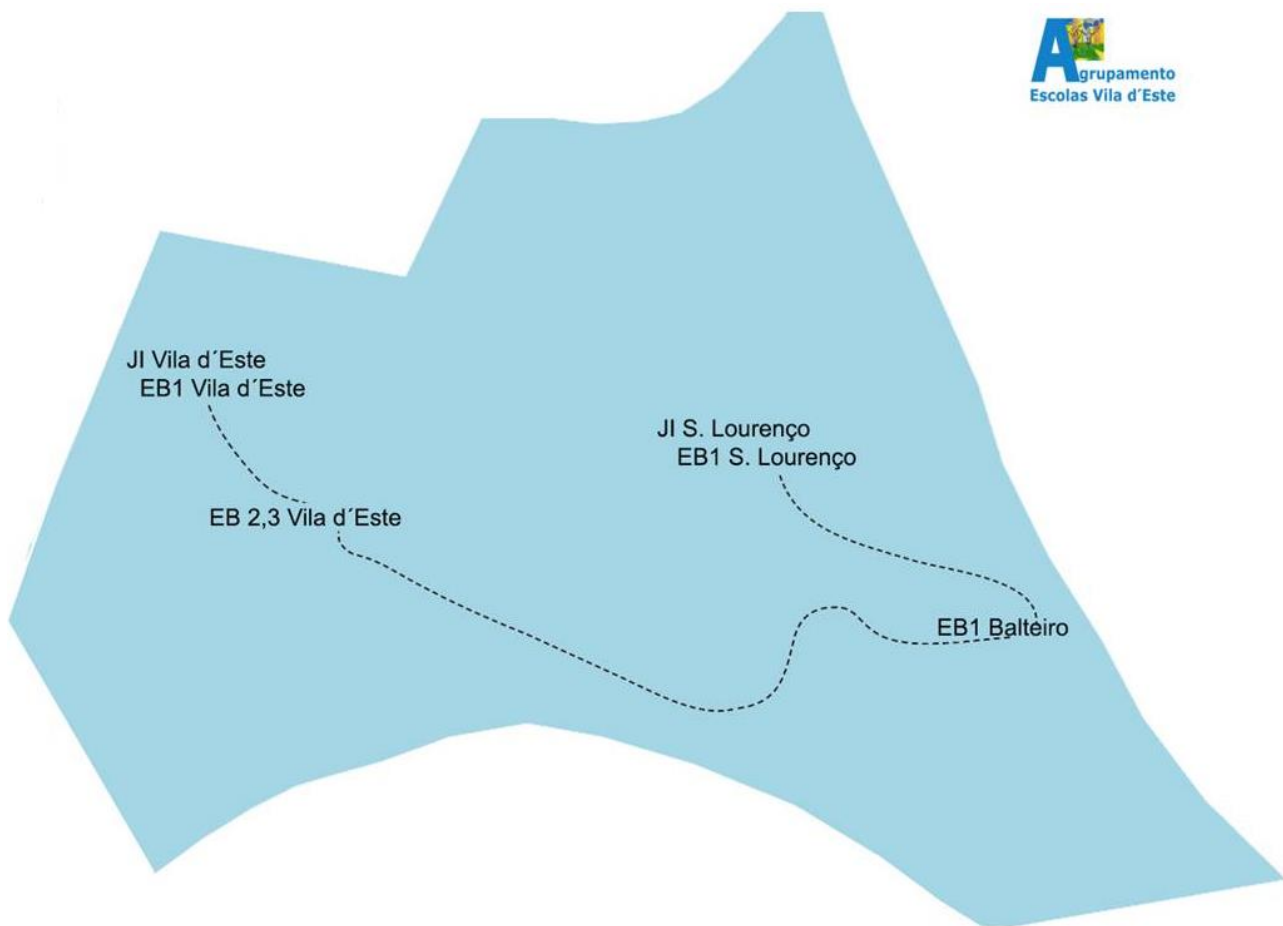 Agrupamento
Escolas Vila d´Este
JI Vila d´Este
EB1 Vila d´Este
JI S. Lourenço
EB1 S. Lourenço
EB 2,3 Vila d´Este
EB1 Balteiro